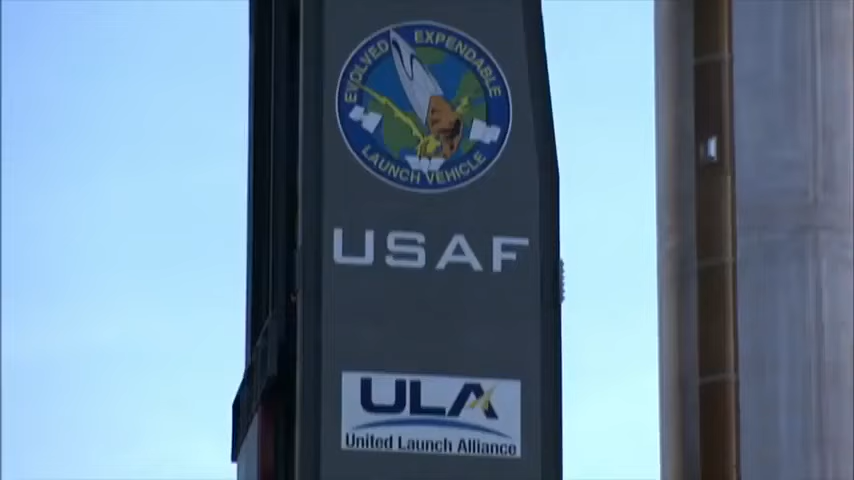 EVOLVED EXPENDABLE
LAUNCH VEHICLE
USAF
ULA
United Launch Alliance